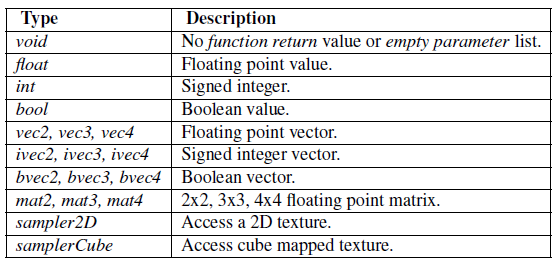 Type Description
void No function return value or empty parameter list.
float Floating point value.
int Signed integer.
bool Boolean value.
vec2, vec3, vec4 Floating point vector.
ivec2, ivec3, ivec4 Signed integer vector.
bvec2, bvec3, bvec4 Boolean vector.
mat2, mat3, mat4 2x2, 3x3, 4x4 floating point matrix.
sampler2D Access a 2D texture.
samplerCube Access cube mapped texture.